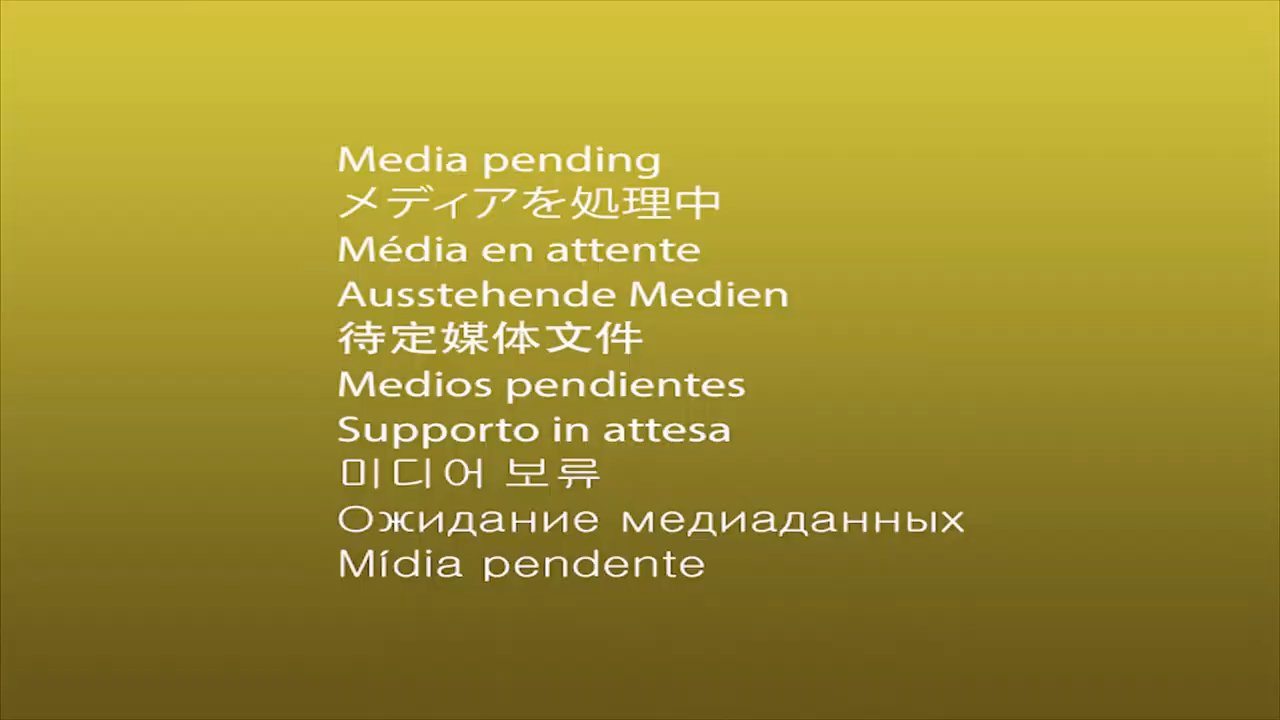 Media pending
メディアを処理中
Média en attente
Ausstehende Medien
待定媒体文件
Medios pendientes
Supporto in attesa
미디어 보류
Ожидание медиаданных
Mídia pendente